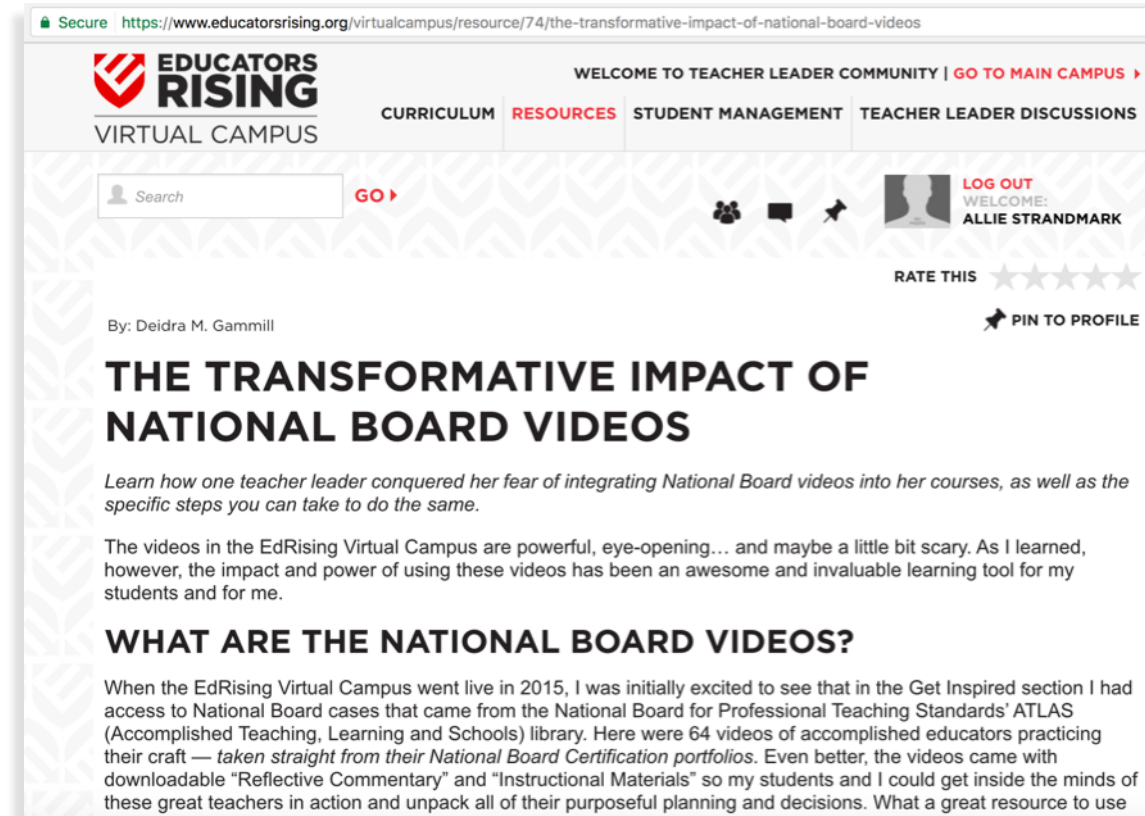 Secure https://www.educatorsrising.org/virtualcampus/resource/74/the-transformative-impact-of-national-board-videos
EDUCATORS
RISING
VIRTUAL CAMPUS
WELCOME TO TEACHER LEADER COMMUNITY | GO TO MAIN CAMPUS
CURRICULUM RESOURCES STUDENT MANAGEMENT TEACHER LEADER DISCUSSIONS
Search GO
LOG OUT
WELCOME:
ALLIE STRANDMARK
RATE THIS
By: Deidra M. Gammill
PIN TO PROFILE
THE TRANSFORMATIVE IMPACT OF
NATIONAL BOARD VIDEOS
Learn how one teacher leader conquered her fear of integrating National Board videos into her courses, as well as the
specific steps you can take to do the same.
The videos in the EdRising Virtual Campus are powerful, eye-opening… and maybe a little bit scary. As I learned,
however, the impact and power of using these videos has been an awesome and invaluable learning tool for my
students and for me.
WHAT ARE THE NATIONAL BOARD VIDEOS?
When the EdRising Virtual Campus went live in 2015, I was initially excited to see that in the Get Inspired section I had
access to National Board cases that came from the National Board for Professional Teaching Standards’ ATLAS
(Accomplished Teaching, Learning and Schools) library. Here were 64 videos of accomplished educators practicing
their craft — taken straight from their National Board Certification portfolios. Even better, the videos came with
downloadable “Reflective Commentary” and “Instructional Materials” so my students and I could get inside the minds of
these great teachers in action and unpack all of their purposeful planning and decisions. What a great resource to use